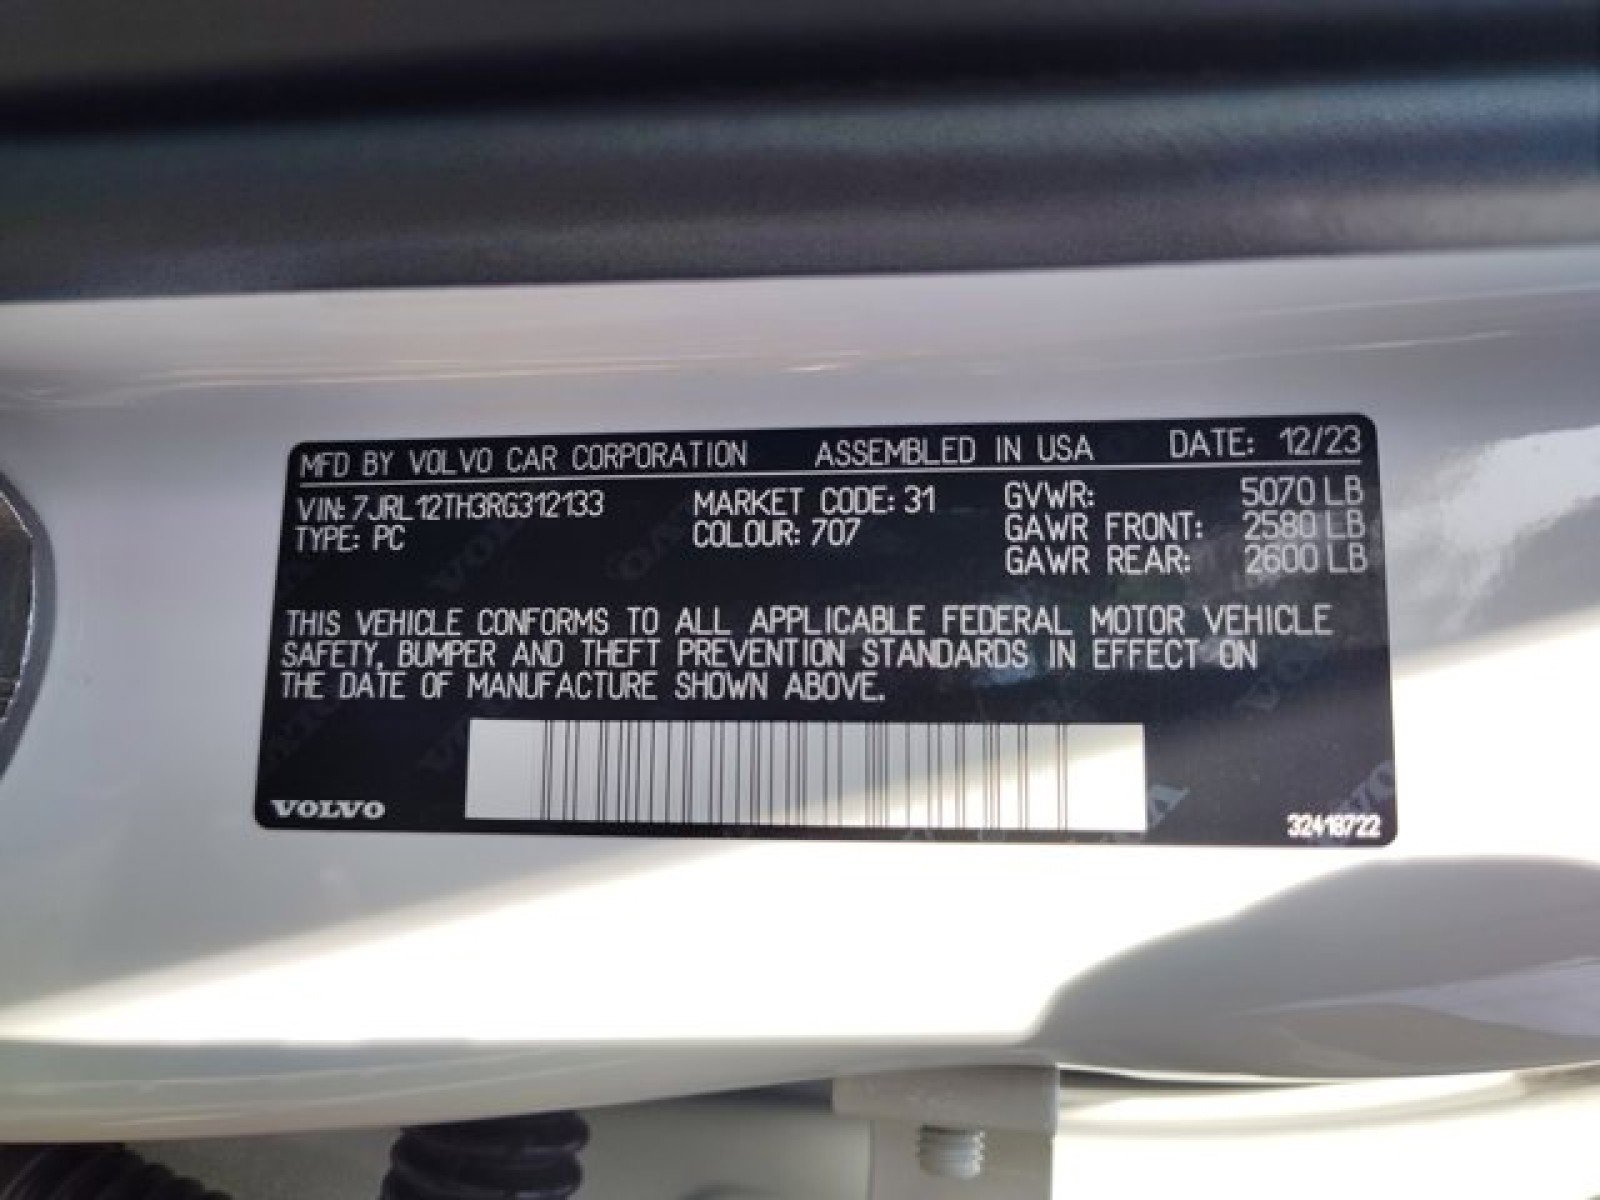 MFD BY VOLVO CAR CORPORATION ASSEMBLED IN USA DATE: 12/23
VIN: 7JRL12TH3RG312133 MARKET CODE: 31 GVWR: 5070 LB
TYPE: PC COLOUR: 707 GAWR FRONT: 2580 LB
GAWR REAR: 2600 LB
THIS VEHICLE CONFORMS TO ALL APPLICABLE FEDERAL MOTOR VEHICLE
SAFETY, BUMPER AND THEFT PREVENTION STANDARDS IN EFFECT ON
THE DATE OF MANUFACTURE SHOWN ABOVE.
VOLVO
32418722